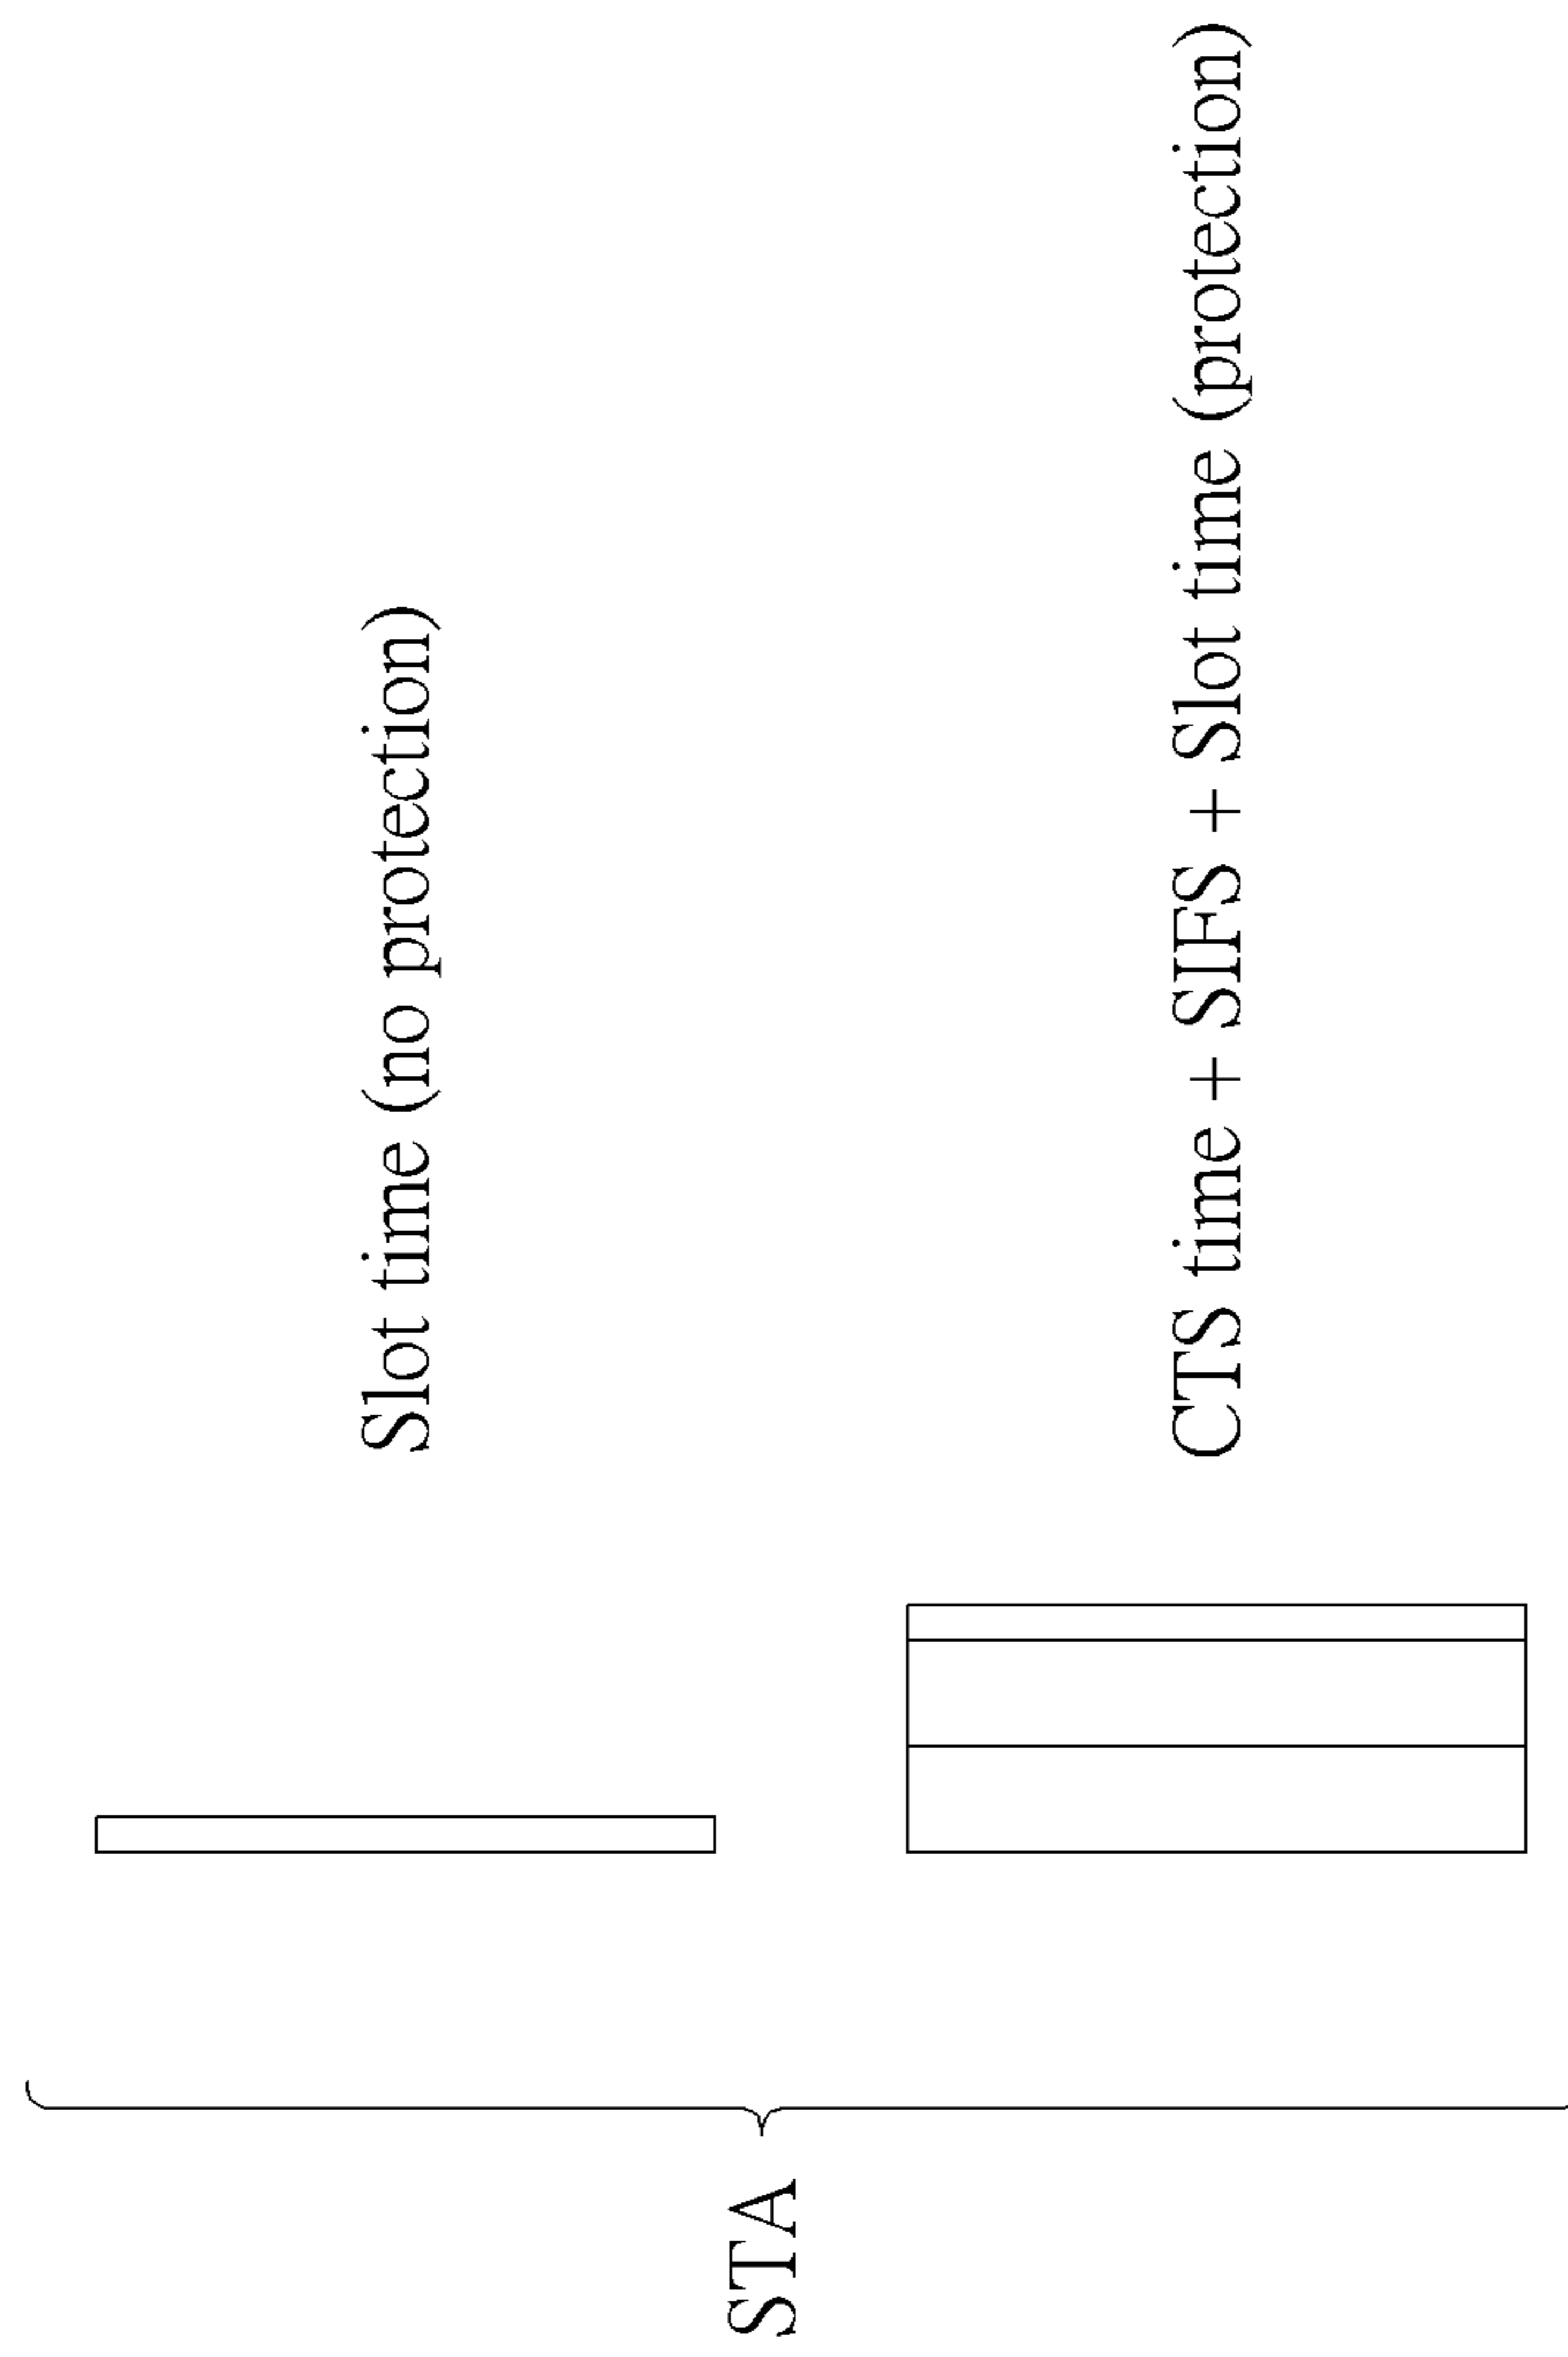 Slot time (no protection)
STA
CTS time + SIFS + Slot time (protection)